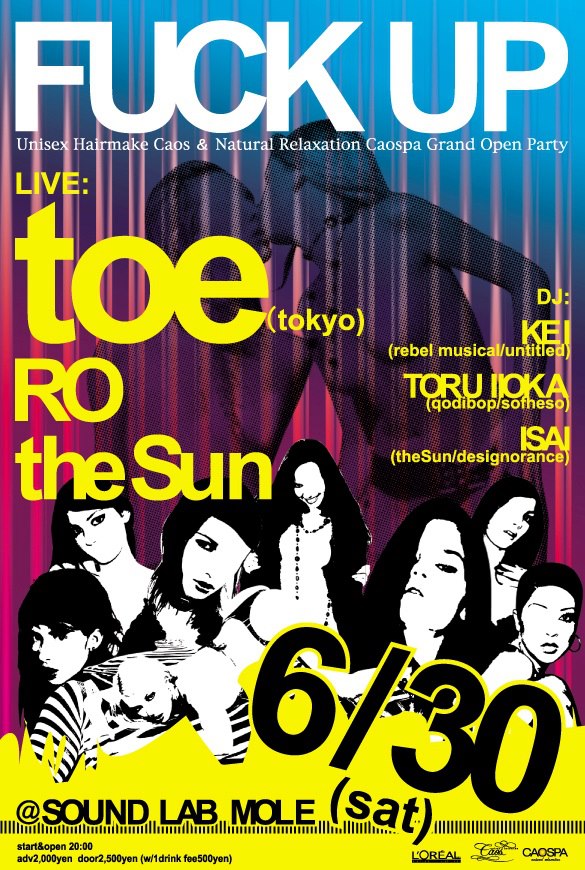 FUCK UP
Unisex Hairmake Caos & Natural Relaxation Caospa Grand Open Party
LIVE:
toe (tokyo)
RO
the Sun
DJ:
KEI
(rebel musical/untitled)
TORU IIOKA
(qodibop/sofheso)
ISAI
(theSun/designorance)
6/30
(sat)
@SOUND LAB MOLE
start&open 20:00
adv2,000yen door2,500yen (w/1drink fee500yen)
L'ORÉAL
Caos
CAOSPA